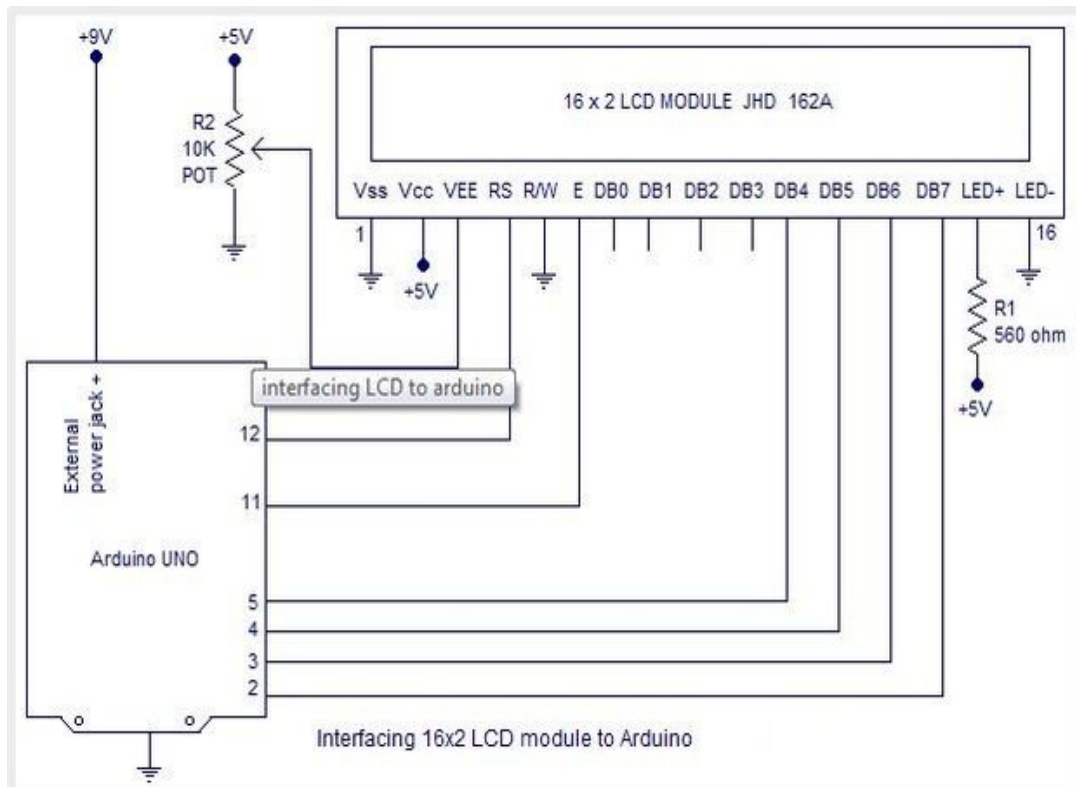 +9V
+5V
R2
10K
POT
16 x 2 LCD MODULE JHD 162A
Vss Vcc VEE RS R/W E DB0 DB1 DB2 DB3 DB4 DB5 DB6 DB7 LED+ LED-
1
16
+5V
R1
560 ohm
+5V
interfacing LCD to arduino
External
power jack +
12
11
Arduino UNO
5
4
3
2
Interfacing 16x2 LCD module to Arduino